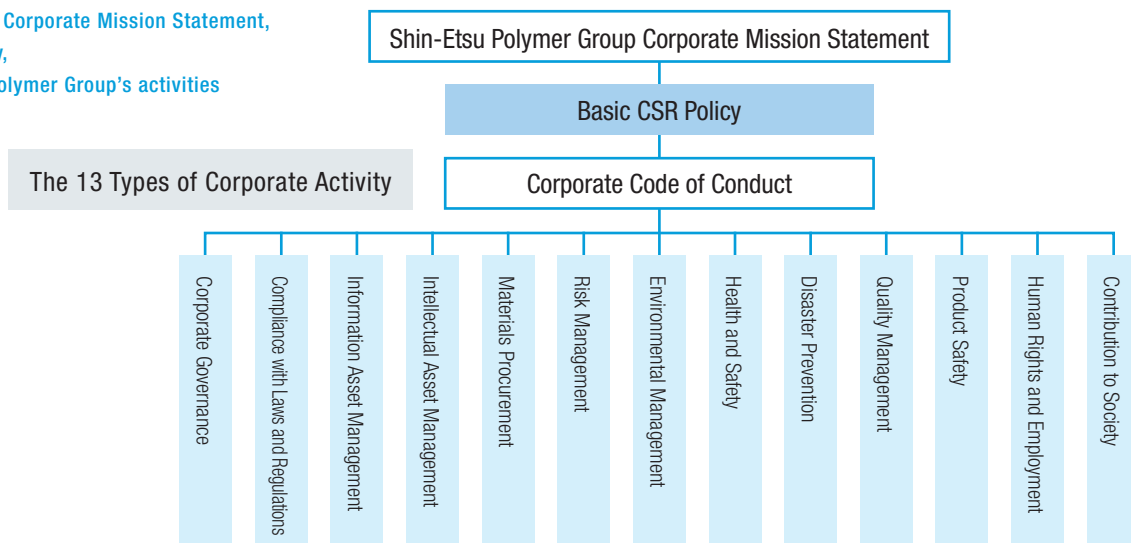 Corporate Mission Statement,
y,
olymer Group's activities
Shin-Etsu Polymer Group Corporate Mission Statement
Basic CSR Policy
The 13 Types of Corporate Activity
Corporate Code of Conduct
Corporate Governance
Compliance with Laws and Regulations
Information Asset Management
Intellectual Asset Management
Materials Procurement
Risk Management
Environmental Management
Health and Safety
Disaster Prevention
Quality Management
Product Safety
Human Rights and Employment
Contribution to Society